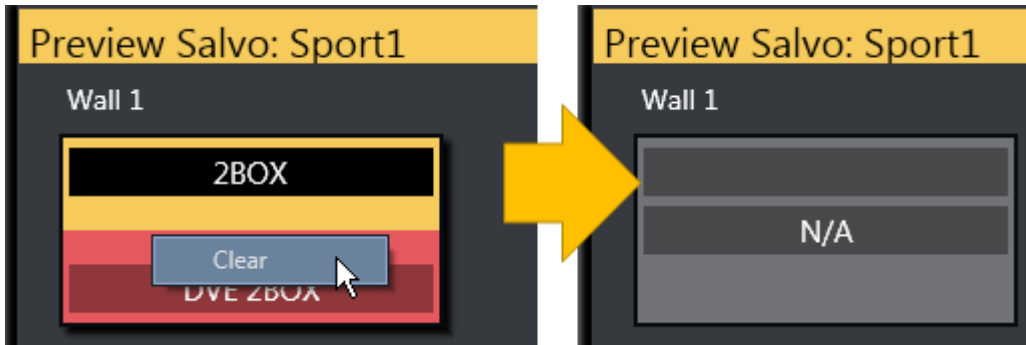 Preview Salvo: Sport1
Wall 1
2BOX
Clear
DVE 2BOX
Preview Salvo: Sport1
Wall 1
N/A